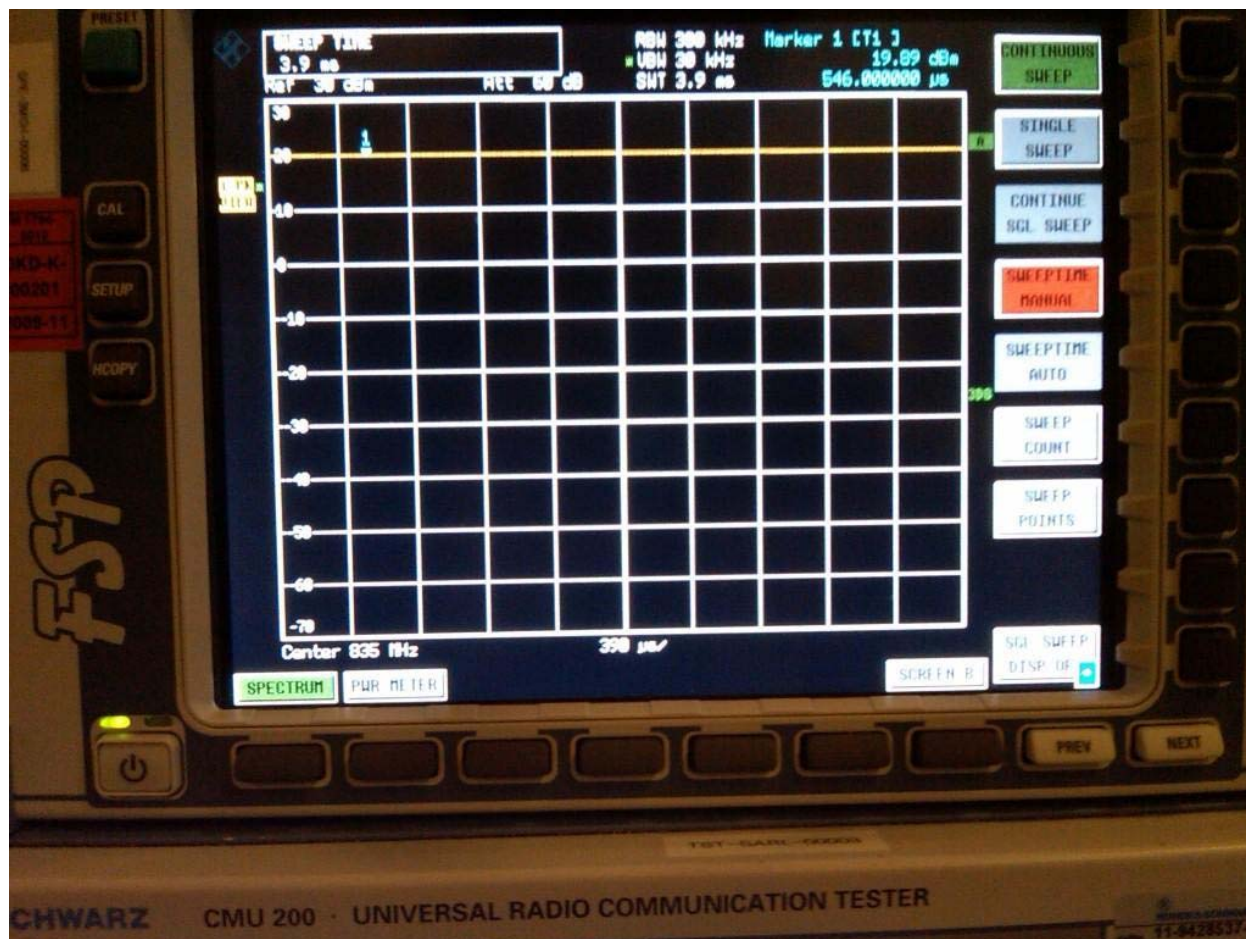 PRESET
SWEEP TIME
3.9 ms
Ref 30 dBm
Att 60 dB
RBW 300 kHz
VBW 30 kHz
SWT 3.9 ms
Marker 1 [T1 ]
19.89 dBm
546.000000 µs
30
20
10
0
-10
-20
-30
-40
-50
-60
-70
1
A
3DB
Center 835 MHz
390 µs/
CONTINUOUS
SWEEP
SINGLE
SWEEP
CONTINUE
SGL SWEEP
SWEEPTIME
MANUAL
SWEEPTIME
AUTO
SWEEP
COUNT
SWEEP
POINTS
SGL SWEEP
SPECTRUM
PWR METER
SCREEN B
CAL
SETUP
HCOPY
FSP
PREV
NEXT
CHWARZ
CMU 200 · UNIVERSAL RADIO COMMUNICATION TESTER